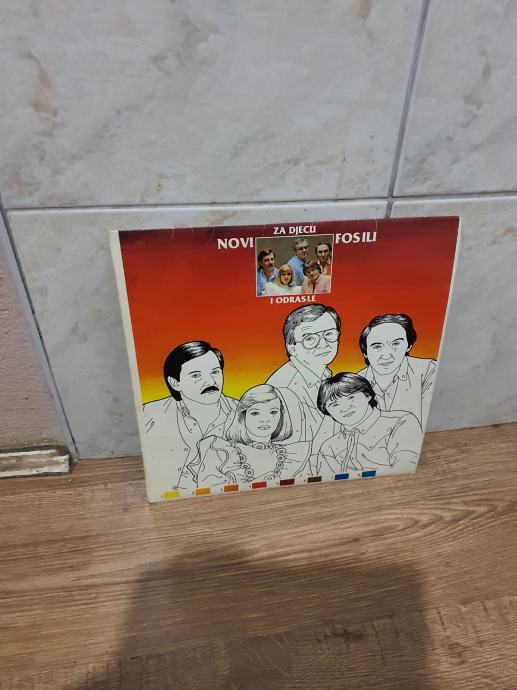 ZA DJECU
NOVI FOSILI
I ODRASLE